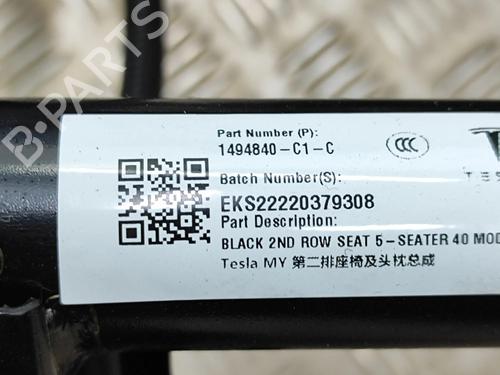 B-PARTS
Part Number (P):
1494840-C1-C
Batch Number(S):
EKS22220379308
Part Description:
BLACK 2ND ROW SEAT 5-SEATER 40 MOD
Tesla MY 第二排座椅及头枕总成
CCC